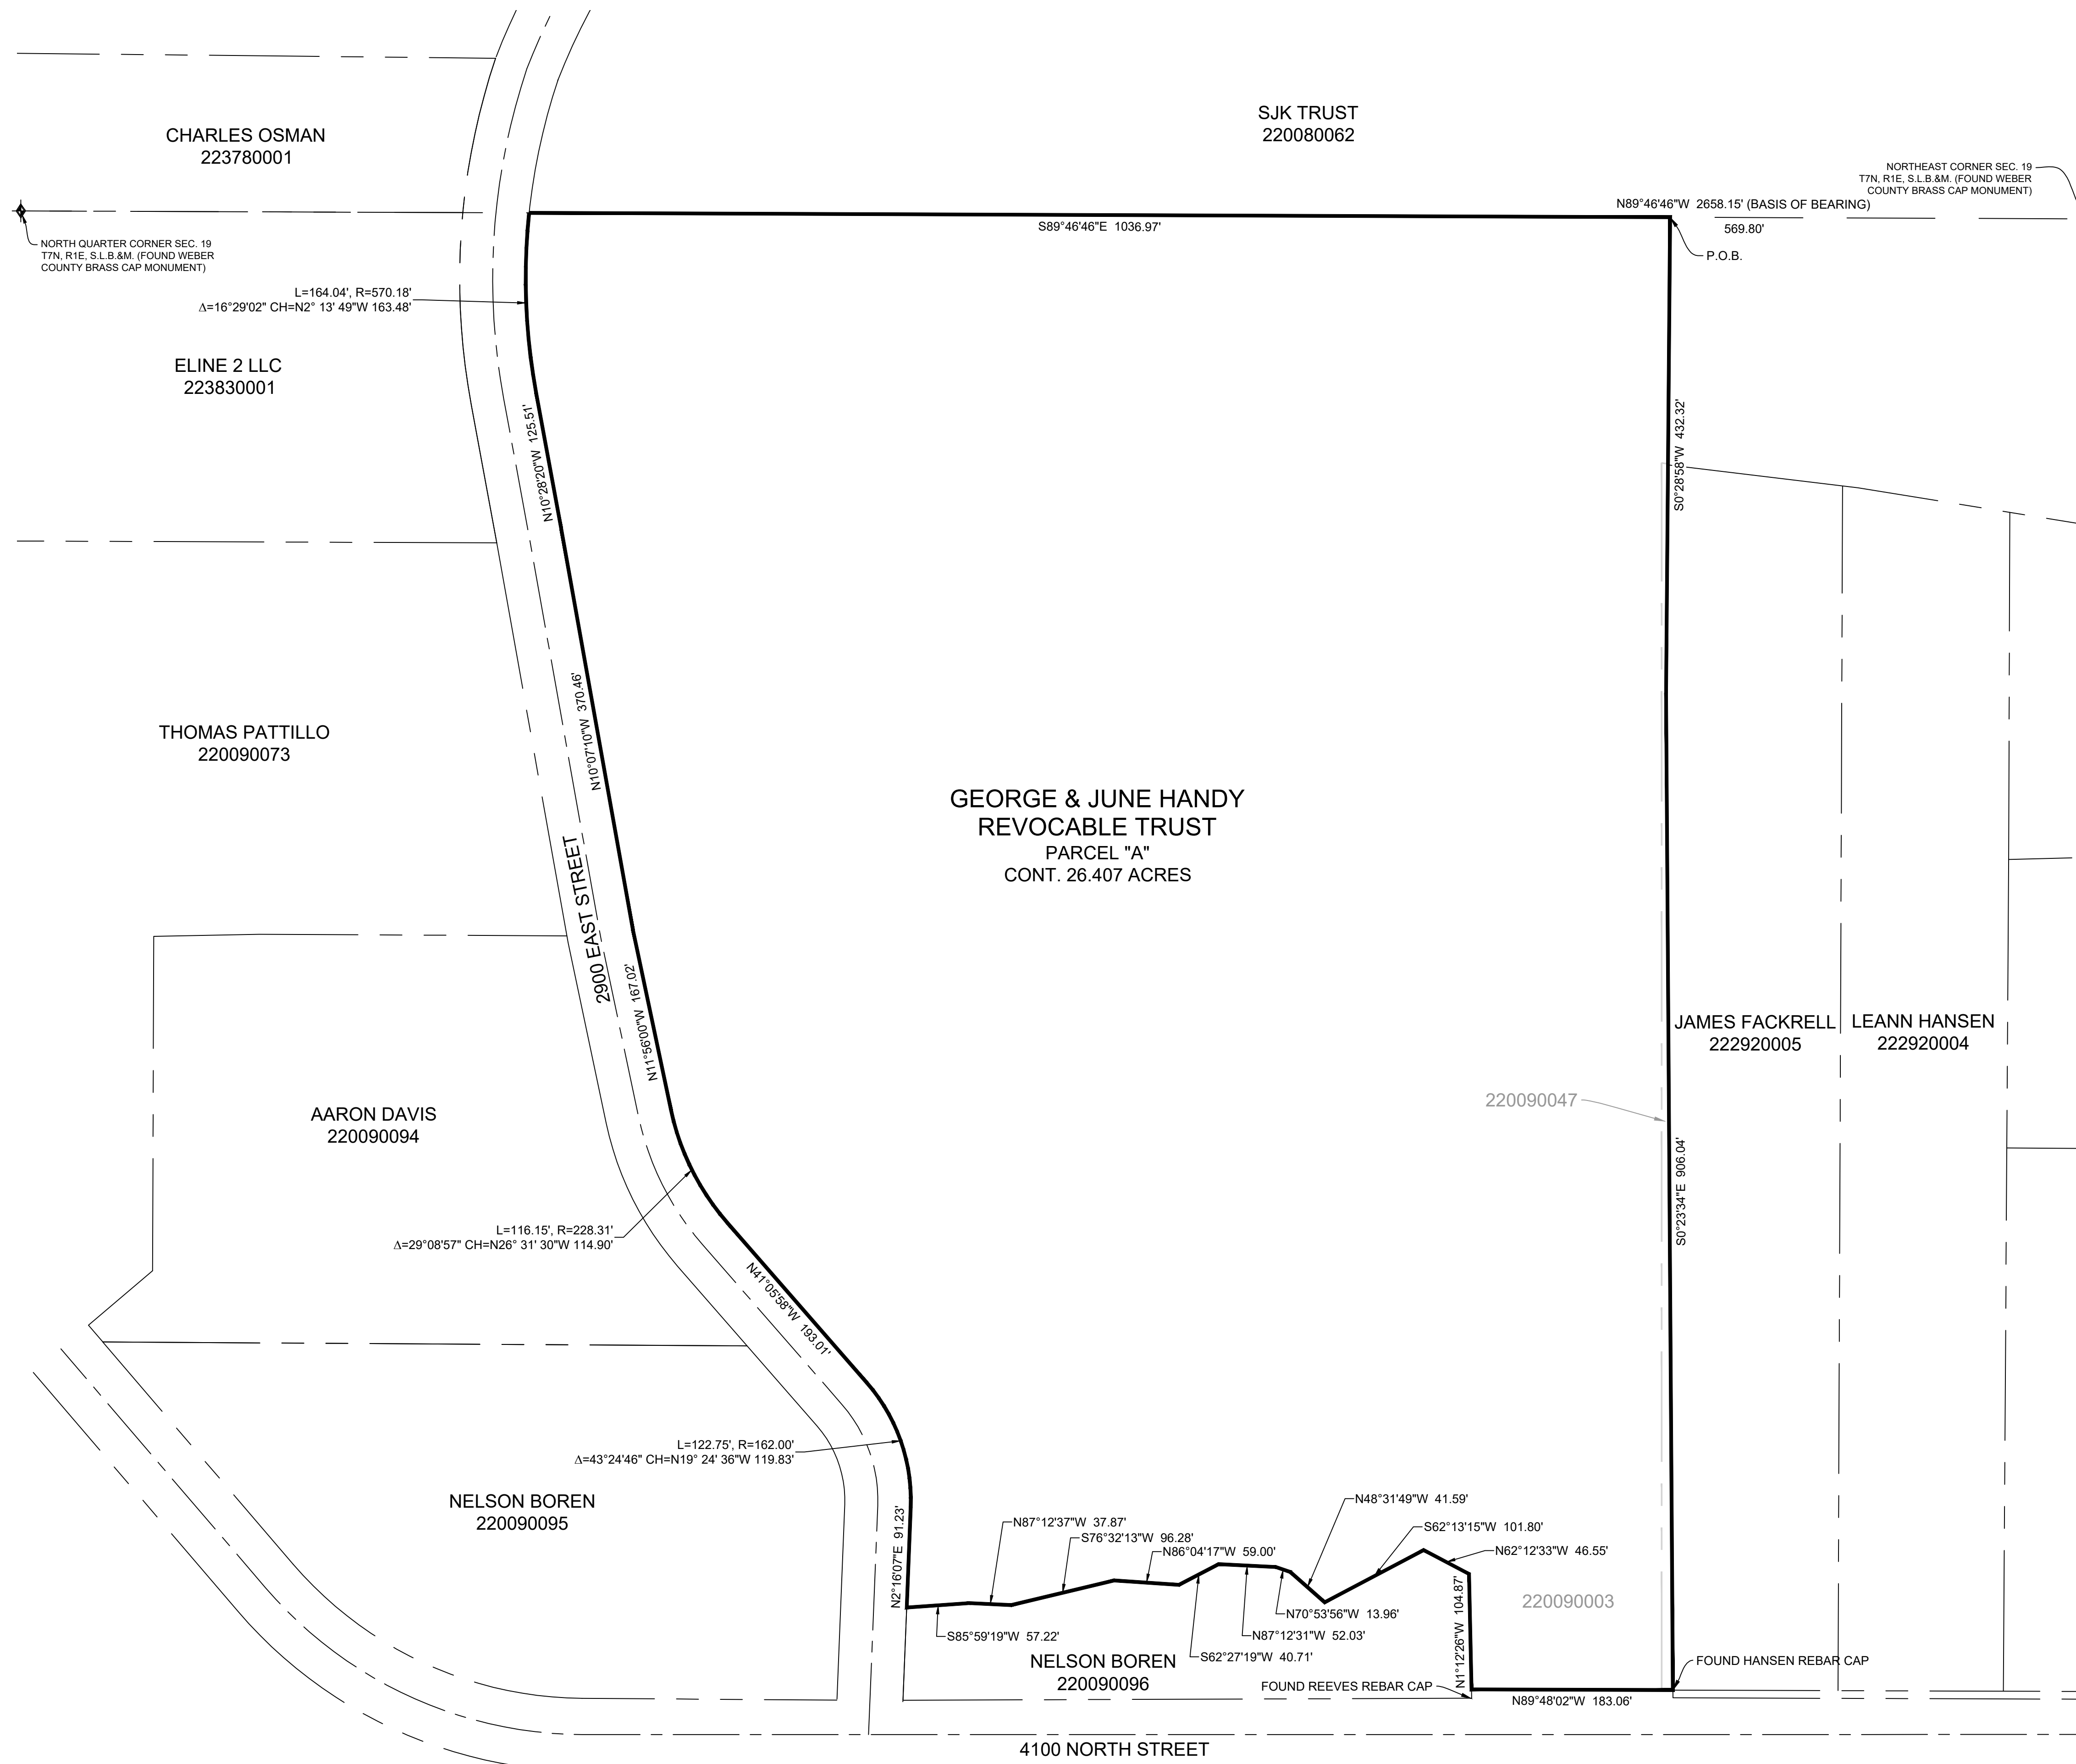 SJK TRUST
220080062
CHARLES OSMAN
223780001
NORTHEAST CORNER SEC. 19
T7N, R1E, S.L.B.&M. (FOUND WEBER
COUNTY BRASS CAP MONUMENT)
N89°46'46"W 2658.15' (BASIS OF BEARING)
S89°46'46"E 1036.97'
569.80'
P.O.B.
NORTH QUARTER CORNER SEC. 19
T7N, R1E, S.L.B.&M. (FOUND WEBER
COUNTY BRASS CAP MONUMENT)
L=164.04', R=570.18'
Δ=16°29'02" CH=N2° 13' 49"W 163.48'
ELINE 2 LLC
223830001
N10°28'20"W 125.51'
S0°28'58"W 432.32'
THOMAS PATTILLO
220090073
N10°07'10"W 370.46'
GEORGE & JUNE HANDY
REVOCABLE TRUST
PARCEL "A"
CONT. 26.407 ACRES
2900 EAST STREET
N11°56'00"W 167.02'
JAMES FACKRELL
222920005
LEANN HANSEN
222920004
220090047
AARON DAVIS
220090094
S0°23'34"E 906.04'
L=116.15', R=228.31'
Δ=29°08'57" CH=N26° 31' 30"W 114.90'
N41°05'58"W 193.01'
L=122.75', R=162.00'
Δ=43°24'46" CH=N19° 24' 36"W 119.83'
NELSON BOREN
220090095
N2°16'07"E 91.23'
N87°12'37"W 37.87'
S76°32'13"W 96.28'
N86°04'17"W 59.00'
N48°31'49"W 41.59'
S62°13'15"W 101.80'
N62°12'33"W 46.55'
220090003
N1°12'26"W 104.87'
N70°53'56"W 13.96'
N87°12'31"W 52.03'
S85°59'19"W 57.22'
S62°27'19"W 40.71'
NELSON BOREN
220090096
FOUND REEVES REBAR CAP
FOUND HANSEN REBAR CAP
N89°48'02"W 183.06'
4100 NORTH STREET